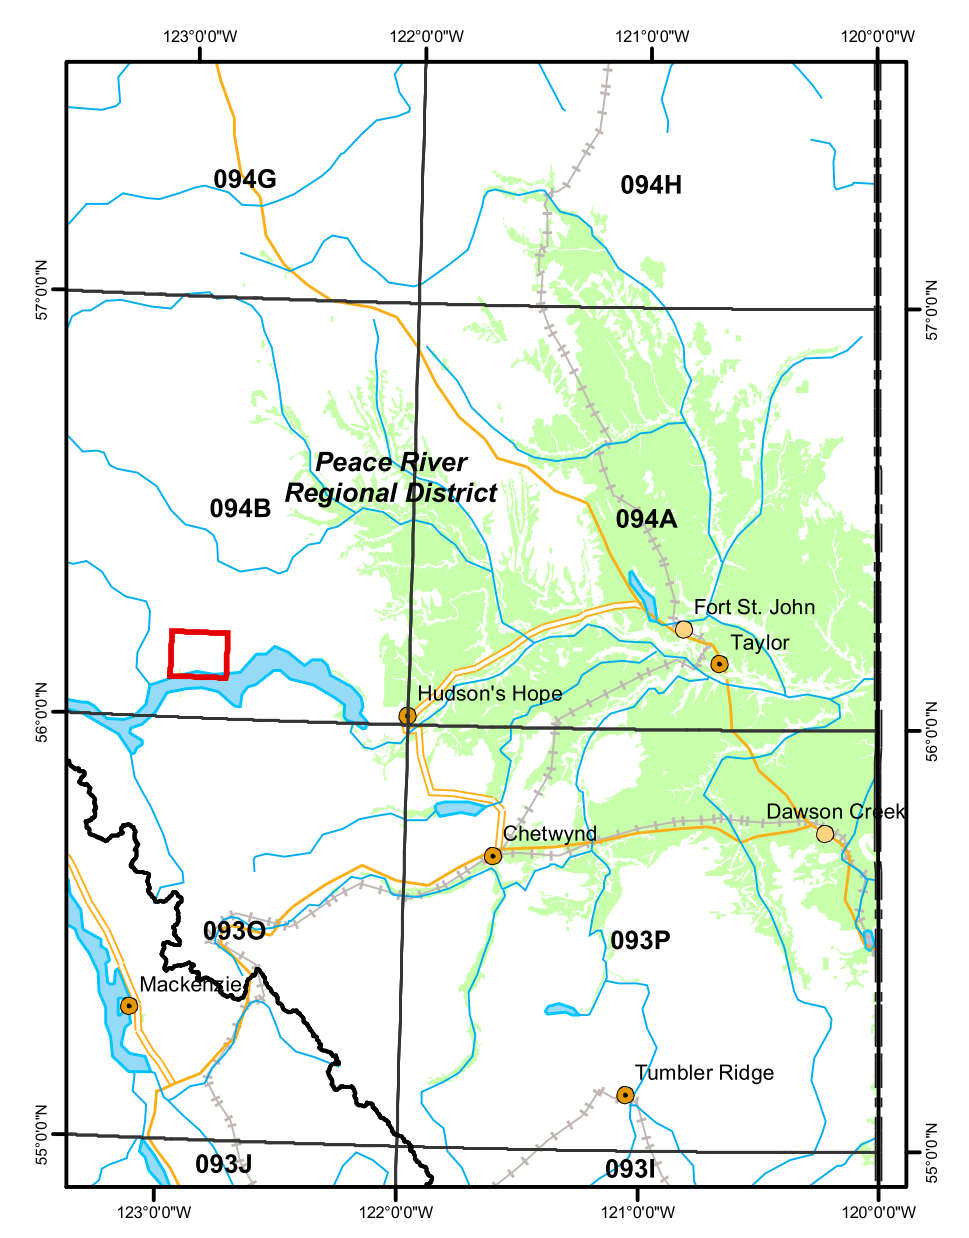 123°0'0"W
122°0'0"W
121°0'0"W
120°0'0"W
094G
094H
57°0'0"N
57°0'0"N
Peace River
Regional District
094B
094A
Fort St. John
Taylor
Hudson's Hope
56°0'0"N
56°0'0"N
Dawson Creek
Chetwynd
093O
093P
Mackenzie
Tumbler Ridge
55°0'0"N
55°0'0"N
093J
093I
123°0'0"W
122°0'0"W
121°0'0"W
120°0'0"W